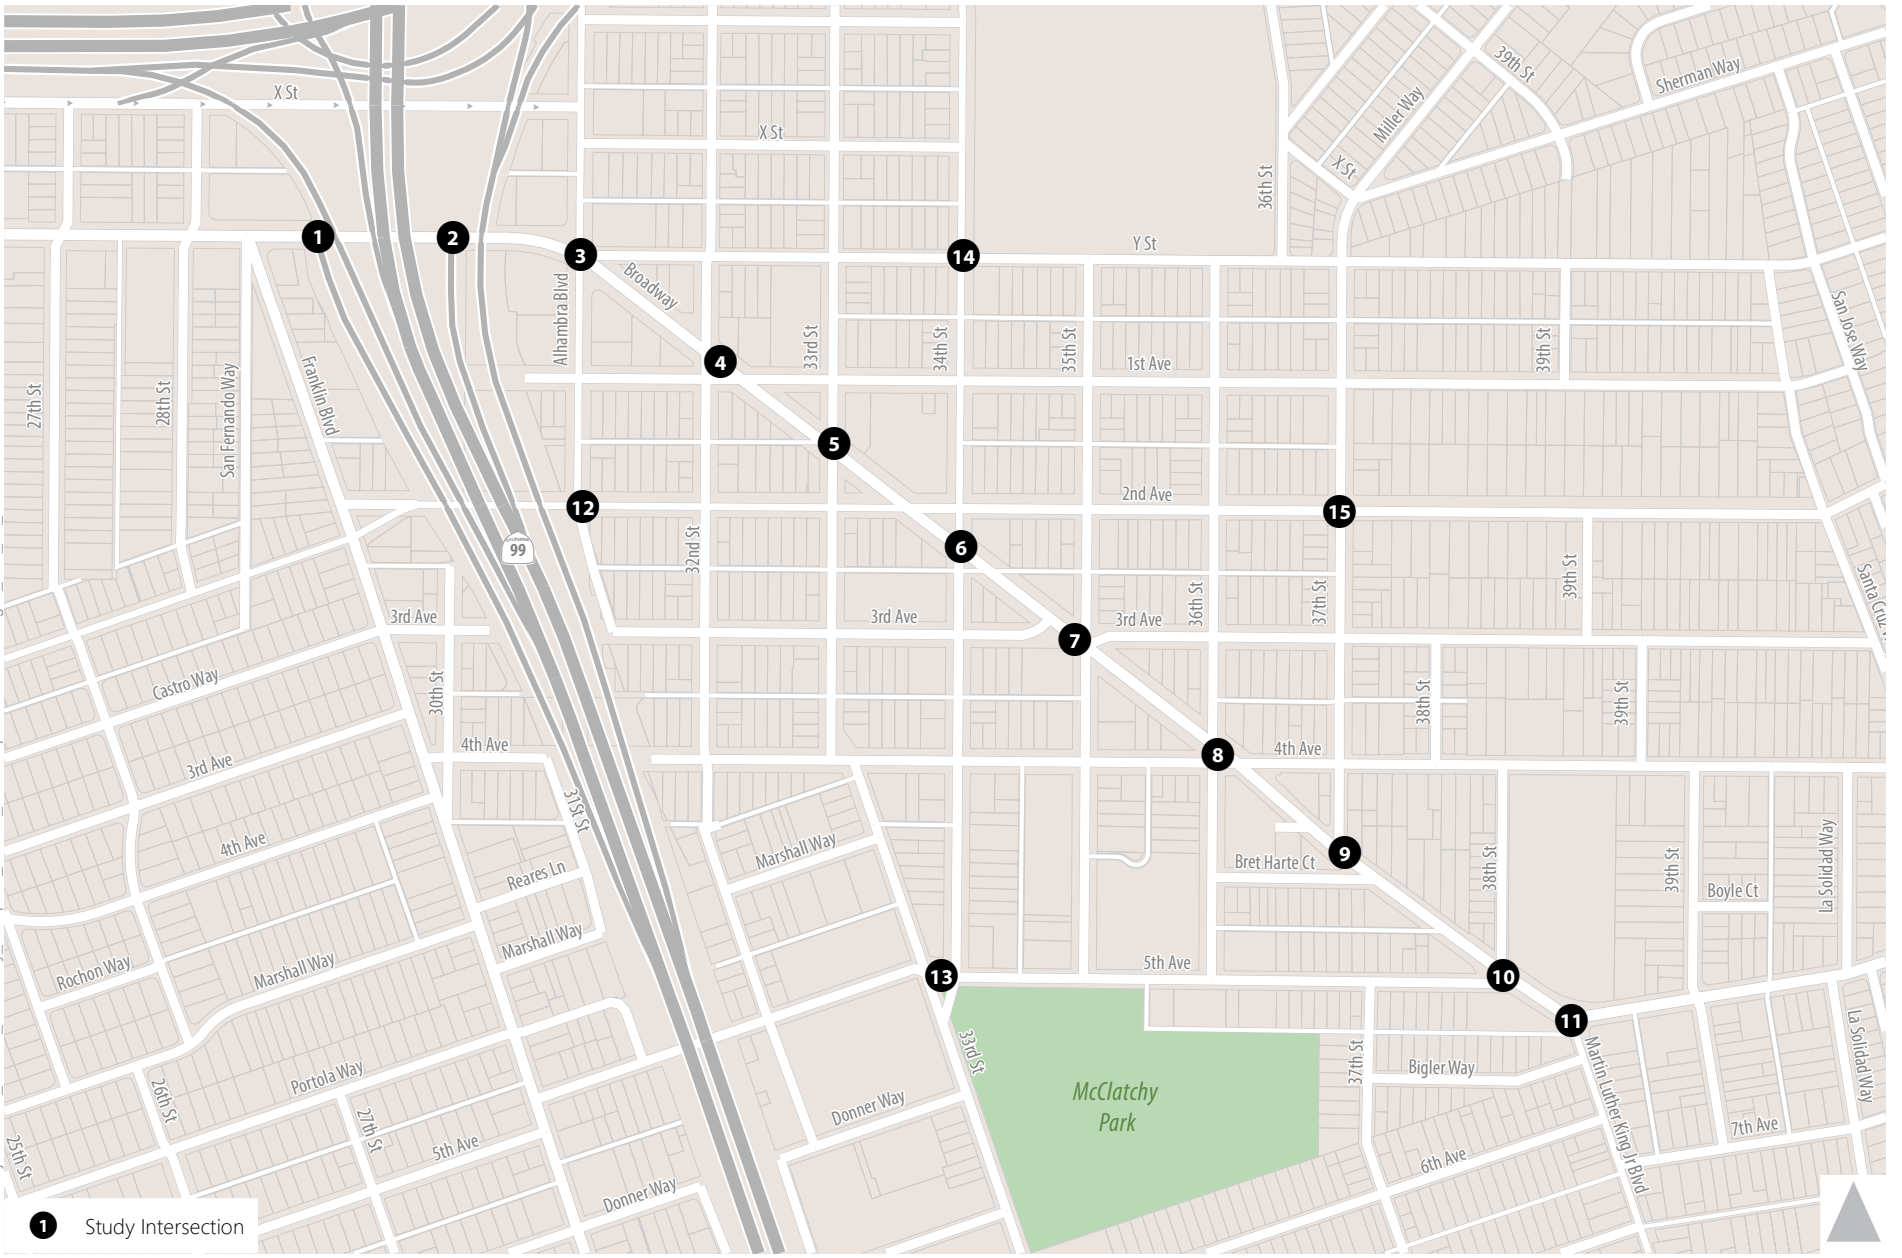 39th St
Sherman Way
X St
Miller Way
X St
X St
36th St
1
2
3
14
Y St
Broadway
Alhambra Blvd
San Jose Way
33rd St
34th St
35th St
39th St
4
1st Ave
27th St
28th St
San Fernando Way
Franklin Blvd
5
2nd Ave
12
15
CALIFORNIA
99
32nd St
6
39th St
36th St
37th St
3rd Ave
3rd Ave
3rd Ave
7
Castro Way
30th St
38th St
39th St
4th Ave
8
4th Ave
3rd Ave
31St St
4th Ave
Marshall Way
Reares Ln
9
Bret Harte Ct
38th St
39th St
Boyle Ct
La Solidad Way
Marshall Way
5th Ave
Rochon Way
Marshall Way
13
10
11
33rd St
37th St
Bigler Way
Martin Luther King Jr Blvd
La Solidad Way
Portola Way
McClatchy
Park
26th St
27th St
Donner Way
7th Ave
25th St
5th Ave
6th Ave
Donner Way
1 Study Intersection